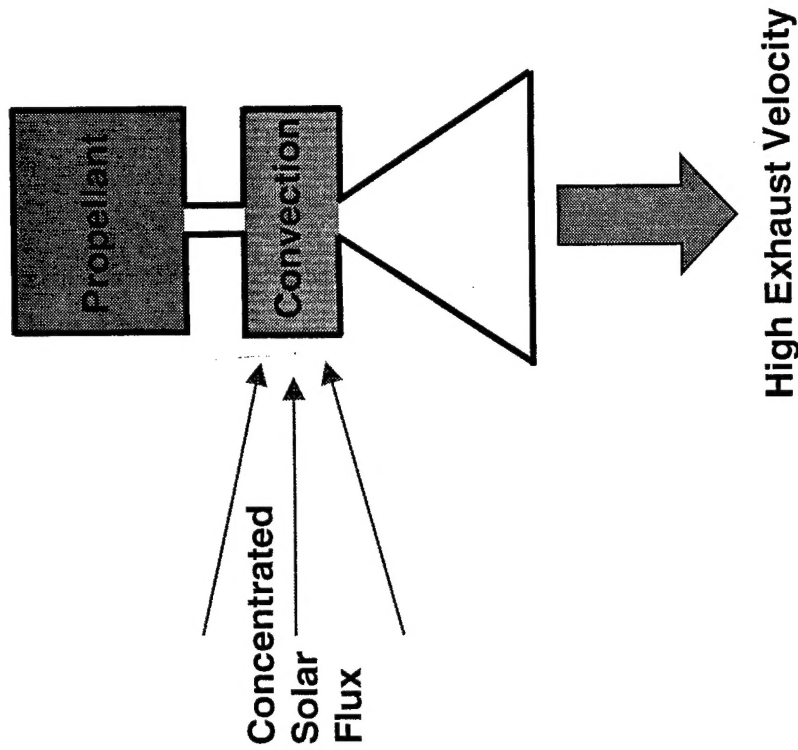 Propellant
Convection
Concentrated
Solar
Flux
High Exhaust Velocity